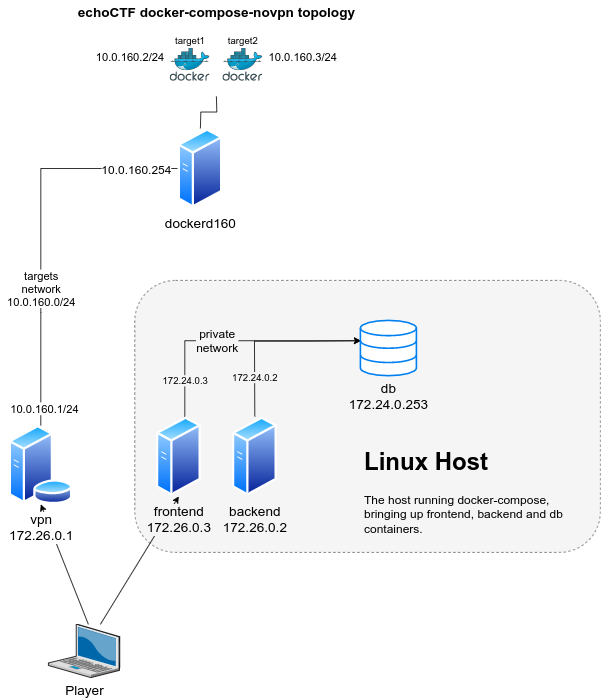 echoCTF docker-compose-novpn topology
target1
target2
10.0.160.2/24
docker
docker
10.0.160.3/24
10.0.160.254
dockerd160
targets
network
10.0.160.0/24
private
network
172.24.0.3
172.24.0.2
db
172.24.0.253
10.0.160.1/24
Linux Host
The host running docker-compose,
bringing up frontend, backend and db
containers.
vpn
172.26.0.1
frontend
172.26.0.3
backend
172.26.0.2
Player